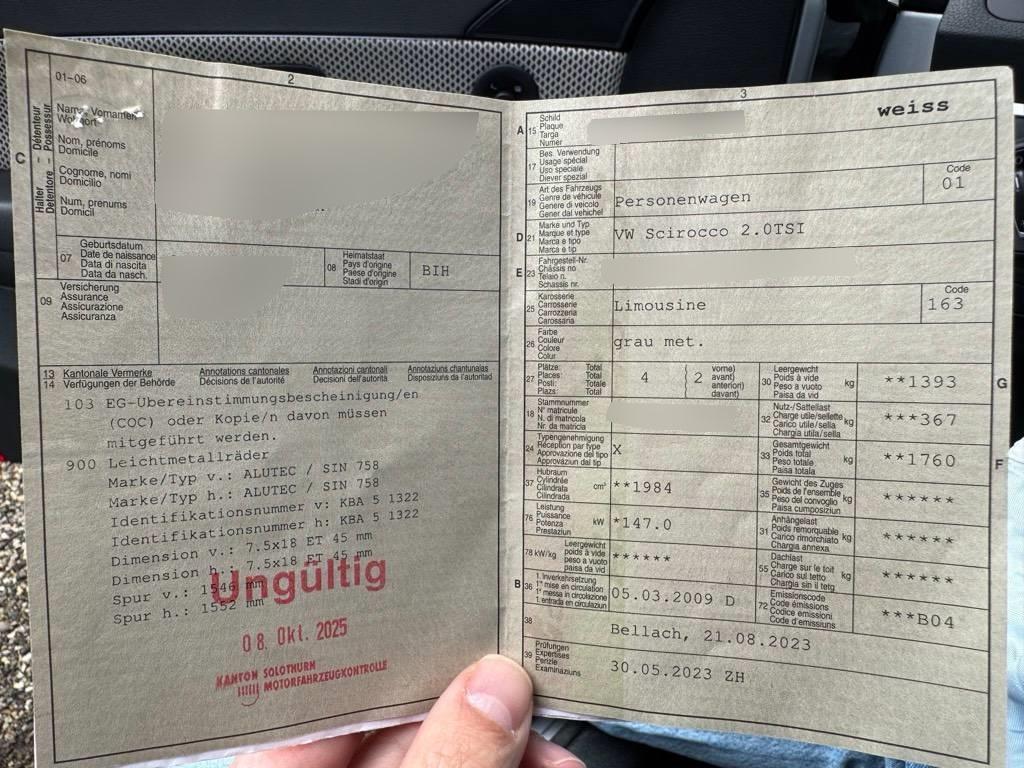 2
01-06
C
Halter - Détenteur
Detentore - Possessur
Name, Vornamen
Wohnort
Nom, prénoms
Domicile
Cognome, nomi
Domicilio
Num, prenums
Domicil
07
Geburtsdatum
Date de naissance
Data di nascita
Data da nasch.
08
Heimatstaat
Pays d'origine
Paese d'origine
Stadi d'origin
BIH
09
Versicherung
Assurance
Assicurazione
Assicuranza
13 Kantonale Vermerke Annotations cantonales Annotazioni cantonali Annotaziuns chantunalas
14 Verfügungen der Behörde Décisions de l'autorité Decisioni dell'autorità Disposiziuns da l'autoritad
103 EG-Übereinstimmungsbescheinigung/en
(COC) oder Kopie/n davon müssen
mitgeführt werden.
900 Leichtmetallräder
Marke/Typ v.: ALUTEC / SIN 758
Marke/Typ h.: ALUTEC / SIN 758
Identifikationsnummer v: KBA 5 1322
Identifikationsnummer h: KBA 5 1322
Dimension v.: 7.5x18 ET 45 mm
Dimension h.: 7.5x18 ET 45 mm
Spur v.: 1546 mm
Spur h.: 1552 mm
Ungültig
08. Okt. 2025
KANTON SOLOTHURN
MOTORFAHRZEUGKONTROLLE
3
weiss
A 15
Schild
Plaque
Targa
Numer
17
Bes. Verwendung
Usage spécial
Uso speciale
Diever spezial
19
Art des Fahrzeugs
Genre de véhicule
Genere di veicolo
Gener dal vehichel
Personenwagen
Code
01
D 21
Marke und Typ
Marque et type
Marca e tipo
Marca e tip
VW Scirocco 2.0TSI
E 23
Fahrgestell-Nr.
Châssis no
Telaio n.
Schassis nr.
25
Karosserie
Carrosserie
Carrozzeria
Carossaria
Limousine
Code
163
26
Farbe
Couleur
Colore
Colur
grau met.
27
Plätze: Total
Places: Total
Posti: Totale
Plazs: Total
4
2
vorne)
avant)
anteriori)
davant)
30
Leergewicht
Poids à vide
Peso a vuoto
Paisa da vid
kg
**1393
G
18
Stammnummer
N° matricule
N. di matricola
Nr. da matricla
32
Nutz-/Sattellast
Charge utile/sellette
Carico utile/sella
Chargia utila/sella
kg
***367
24
Typengenehmigung
Réception par type
Approvazione del tipo
Approvaziun dal tip
X
33
Gesamtgewicht
Poids total
Peso totale
Paisa totala
kg
**1760
F
37
Hubraum
Cylindrée
Cilindrata
Cilindrada
cm³
**1984
35
Gewicht des Zuges
Poids de l'ensemble
Peso del convoglio
Paisa cumposiziun
kg
******
76
Leistung
Puissance
Potenza
Prestaziun
kW
*147.0
31
Anhängelast
Poids remorquable
Carico rimorchiato
Chargia annexa
kg
******
78 kW/kg
Leergewicht
poids à vide
peso a vuoto
paisa da vid
******
55
Dachlast
Charge sur le toit
Carico sul tetto
Chargia sin il tetg
kg
******
B 36
1. Inverkehrsetzung
1re mise en circulation
1a messa in circolazione
1. entrada en circulaziun
05.03.2009 D
72
Emissionscode
Code émissions
Codice emissioni
Code d'emissiuns
***B04
38
Bellach, 21.08.2023
39
Prüfungen
Expertises
Perizie
Examinaziuns
30.05.2023 ZH